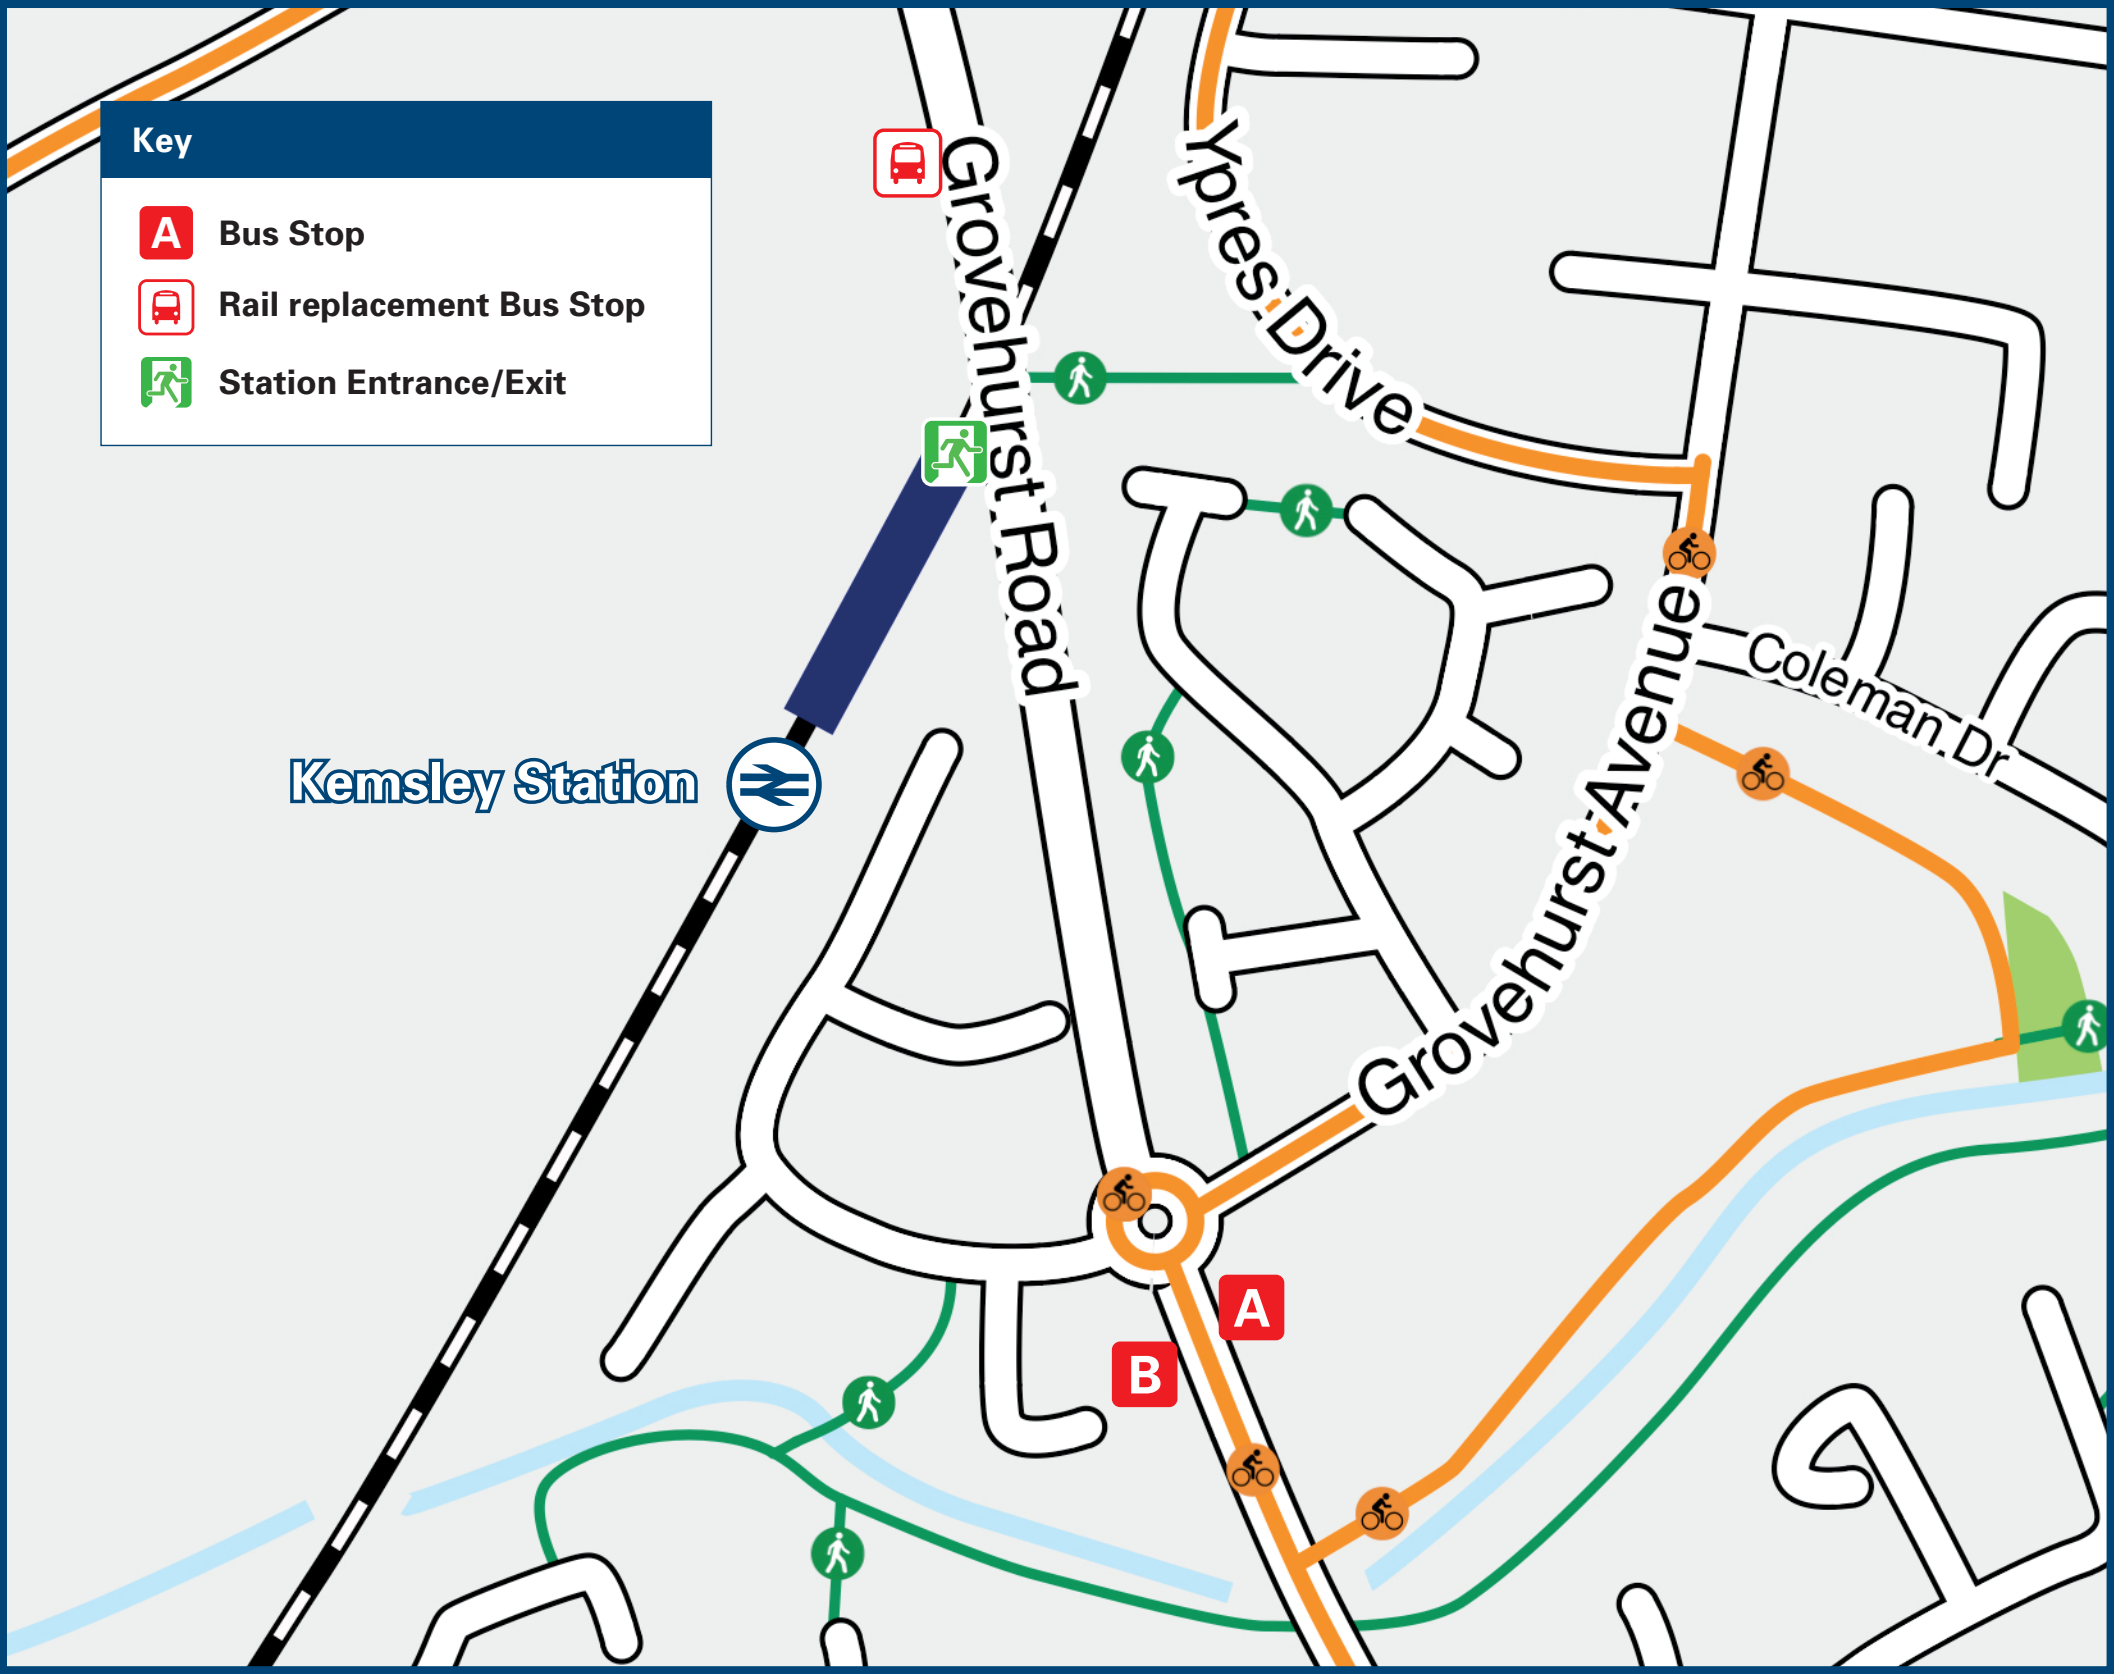 Key
A Bus Stop
Rail replacement Bus Stop
Station Entrance/Exit
Grovehurst Road
Ypres Drive
Coleman Dr
Grovehurst Avenue
Kemsley Station
A
B